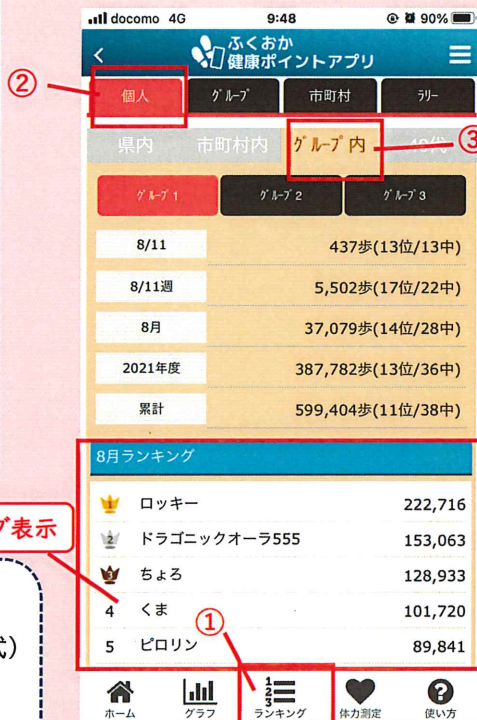 docomo 4G 9:48 90%
ふくおか
健康ポイントアプリ
②
個人 グループ 市町村 ラリー
県内 市町村内 グループ内 40代
③
グループ1 グループ2 グループ3
8/11 437歩(13位/13中)
8/11週 5,502歩(17位/22中)
8月 37,079歩(14位/28中)
2021年度 387,782歩(13位/36中)
累計 599,404歩(11位/38中)
8月ランキング
1 ロッキー 222,716
グ表示
2 ドラゴニックオーラ555 153,063
3 ちょろ 128,933
4 くま 101,720
①
5 ピロリン 89,841
式)
ホーム グラフ ランキング 体力測定 使い方